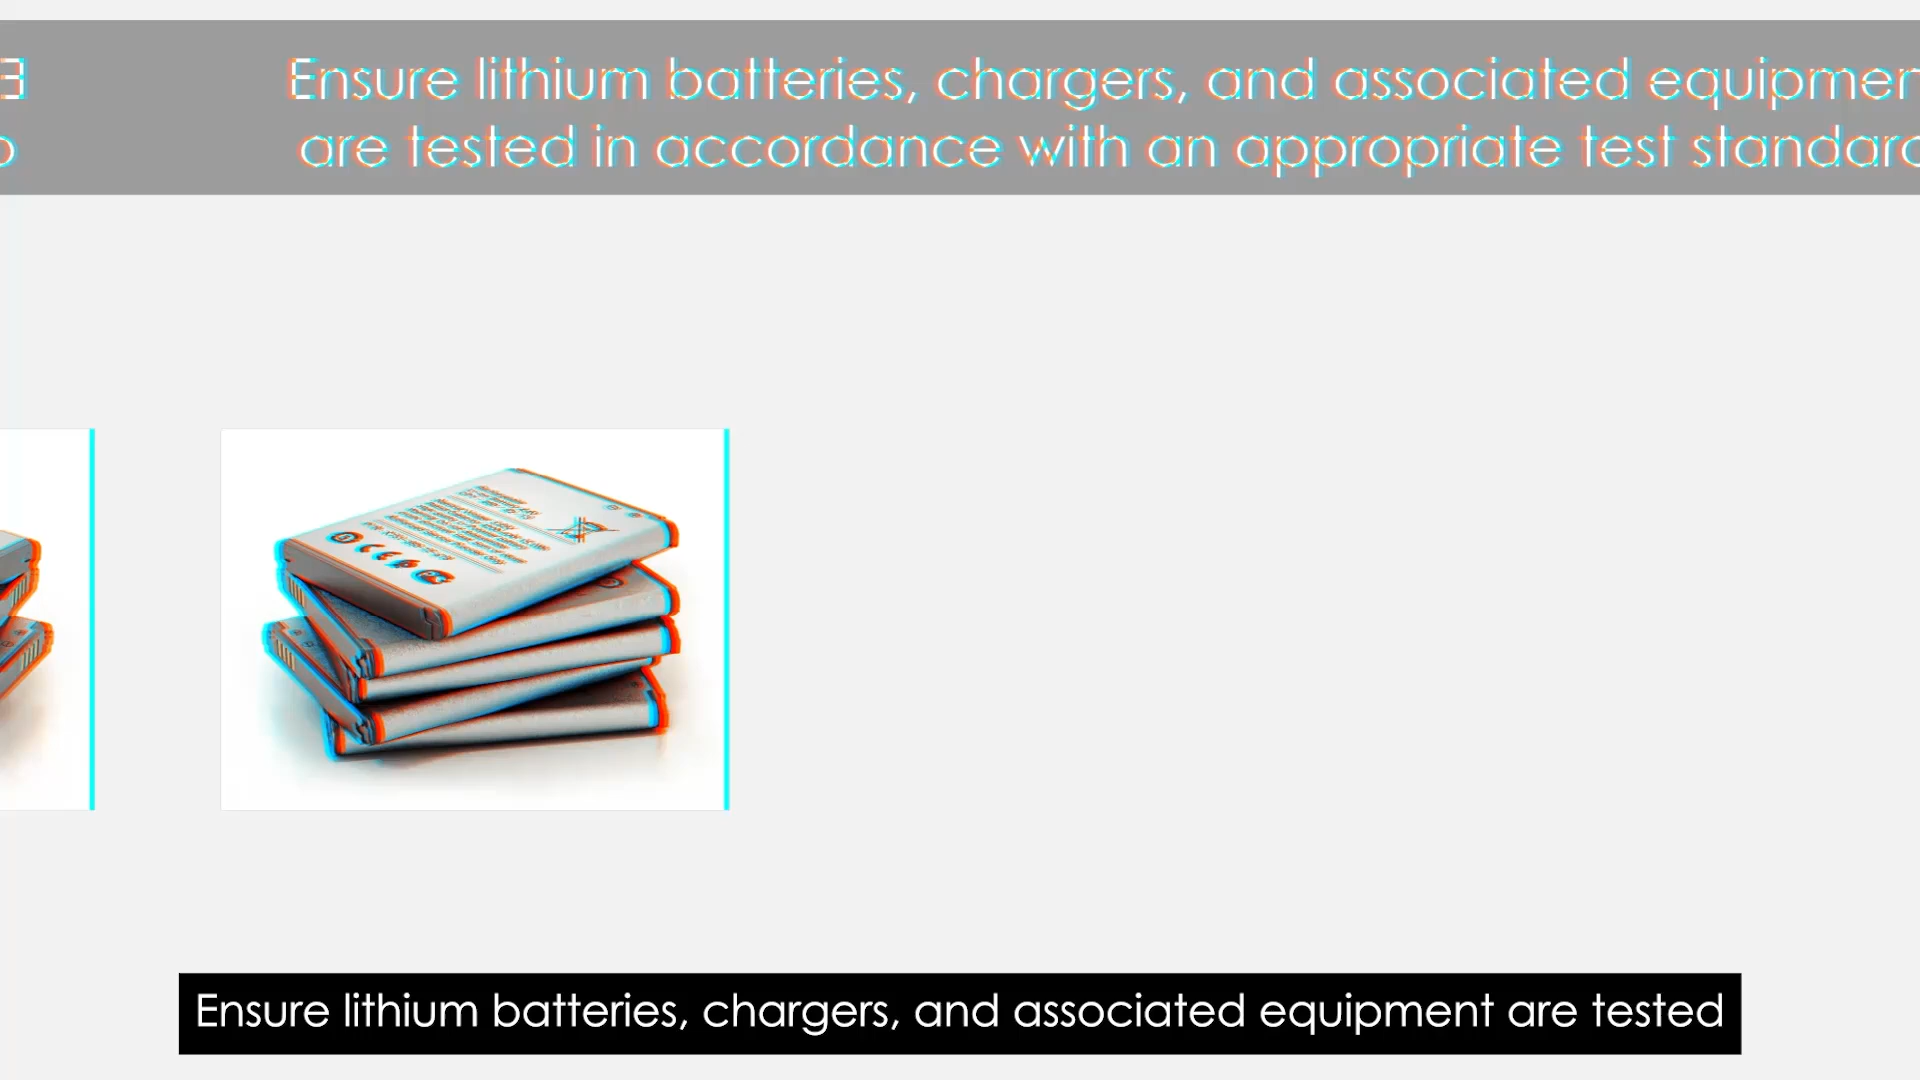 Ensure lithium batteries, chargers, and associated equipmen
are tested in accordance with an appropriate test standard
Ensure lithium batteries, chargers, and associated equipment are tested